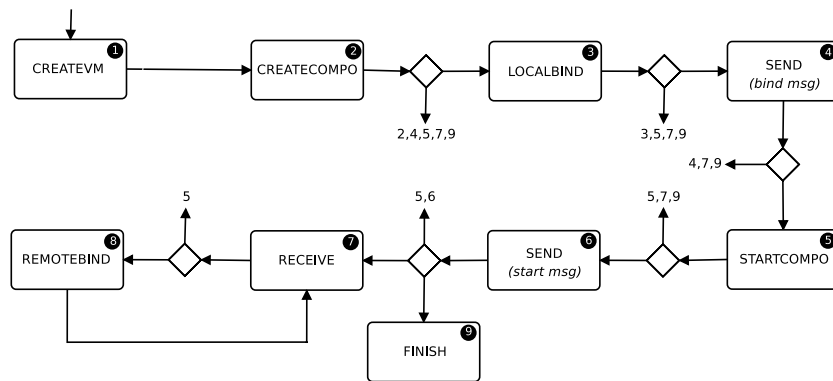 1
CREATEVM
2
CREATECOMPO
3
LOCALBIND
4
SEND
(bind msg)
2,4,5,7,9
3,5,7,9
4,7,9
5
5,6
5,7,9
8
REMOTEBIND
7
RECEIVE
6
SEND
(start msg)
5
STARTCOMPO
9
FINISH